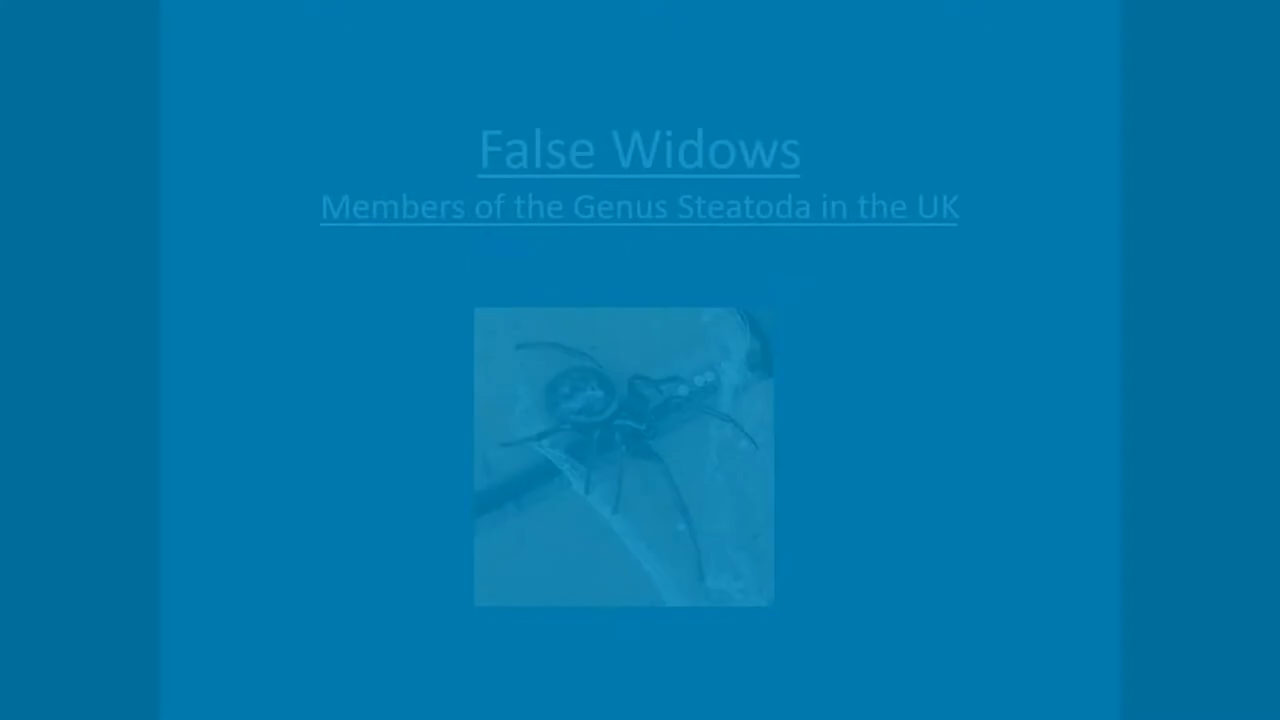 False Widows
Members of the Genus Steatoda in the UK